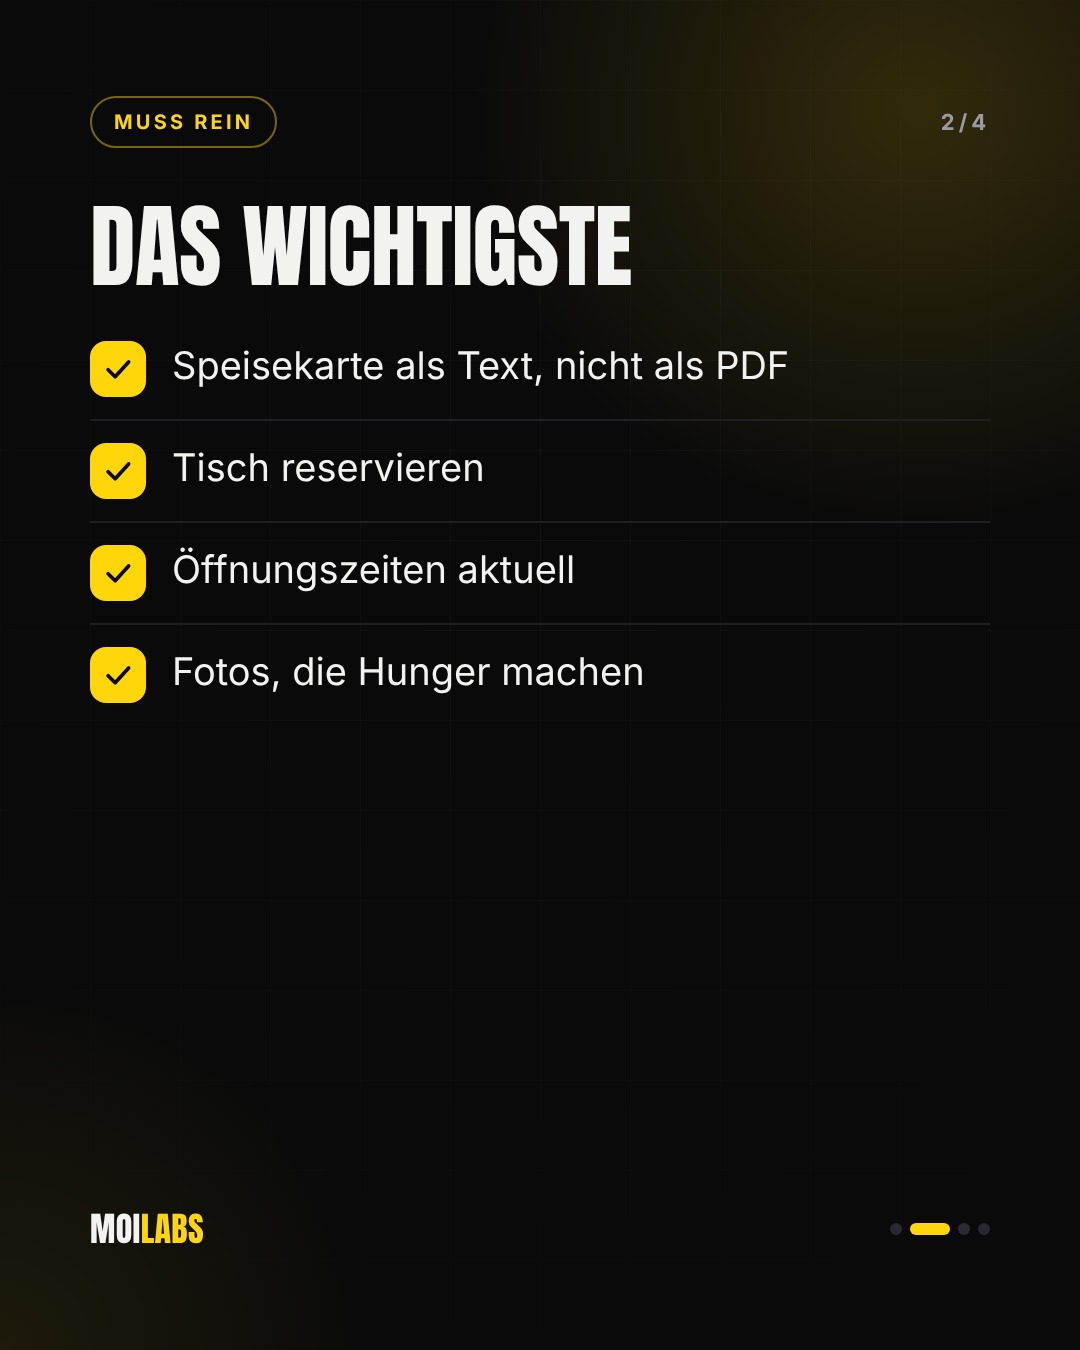 MUSS REIN
2/4
DAS WICHTIGSTE
Speisekarte als Text, nicht als PDF
Tisch reservieren
Öffnungszeiten aktuell
Fotos, die Hunger machen
MOILABS